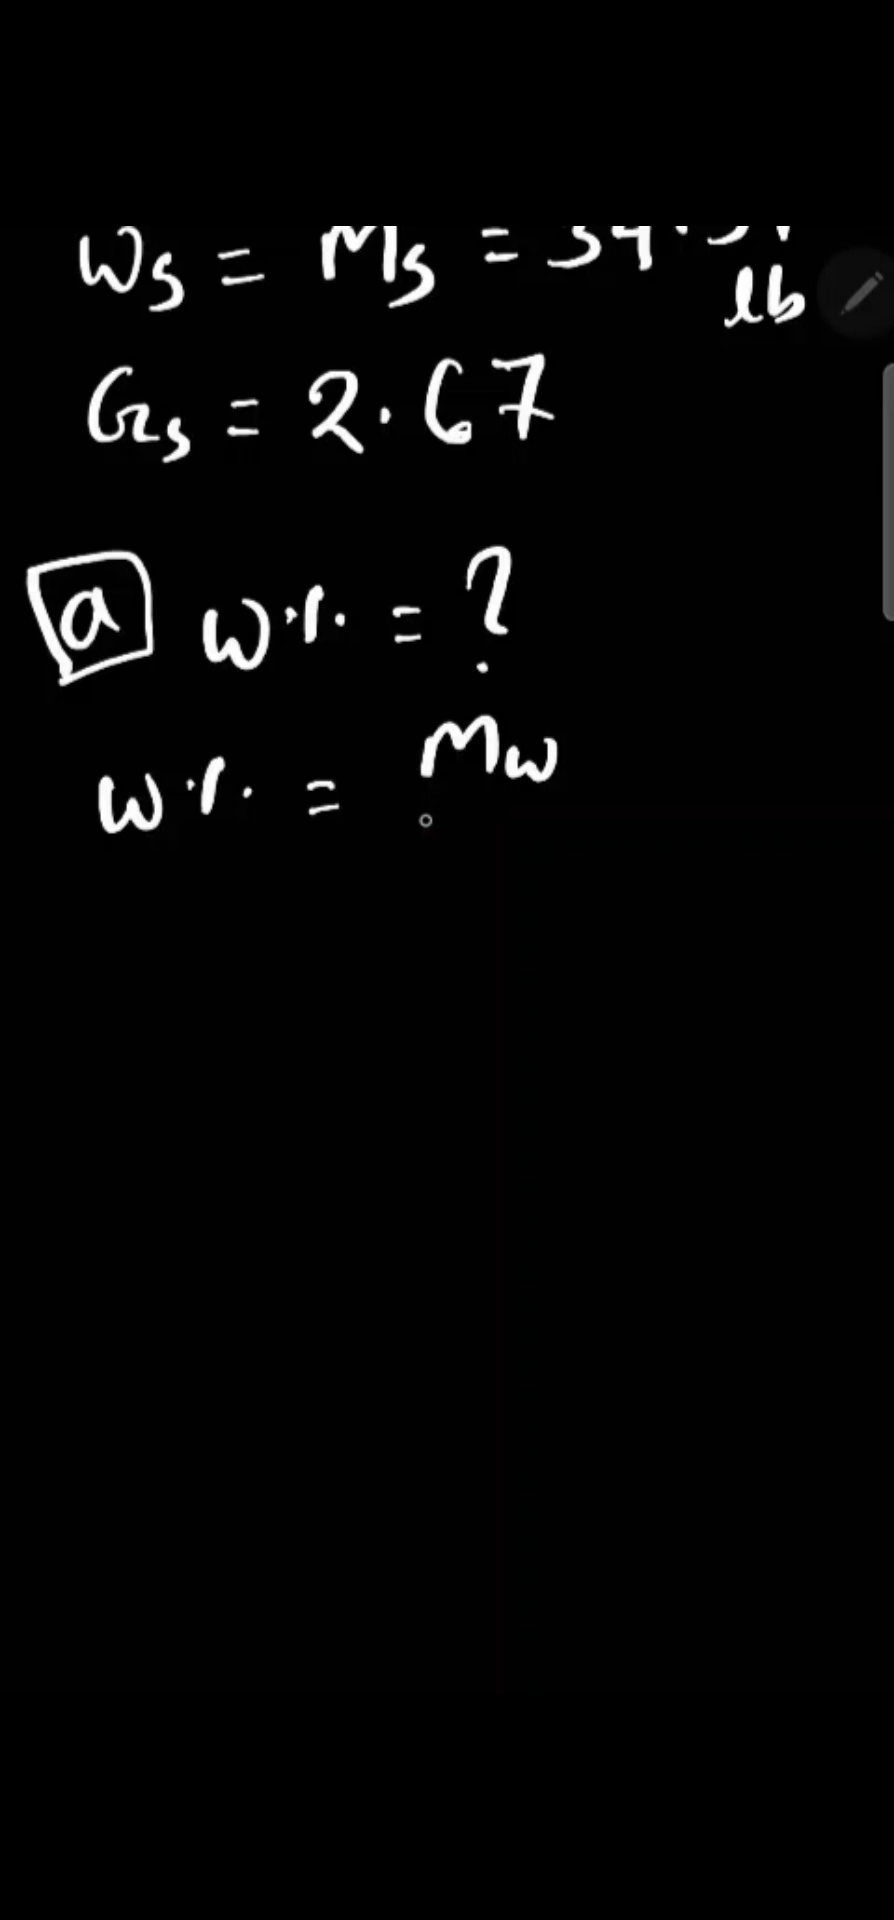 Ws = Ms =
lb
Gs = 2.67
a w% = ?
w% = Mw